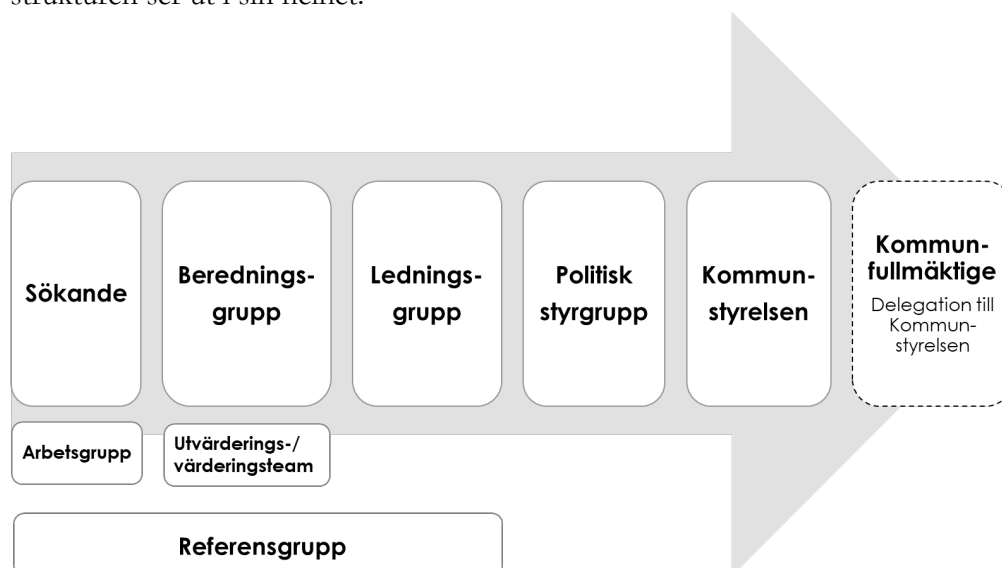 strukturen ser ut i sin helhet.
Sökande
Berednings-
grupp
Lednings-
grupp
Politisk
styrgrupp
Kommun-
styrelsen
Kommun-
fullmäktige
Delegation till
Kommun-
styrelsen
Arbetsgrupp
Utvärderings-/
värderingsteam
Referensgrupp